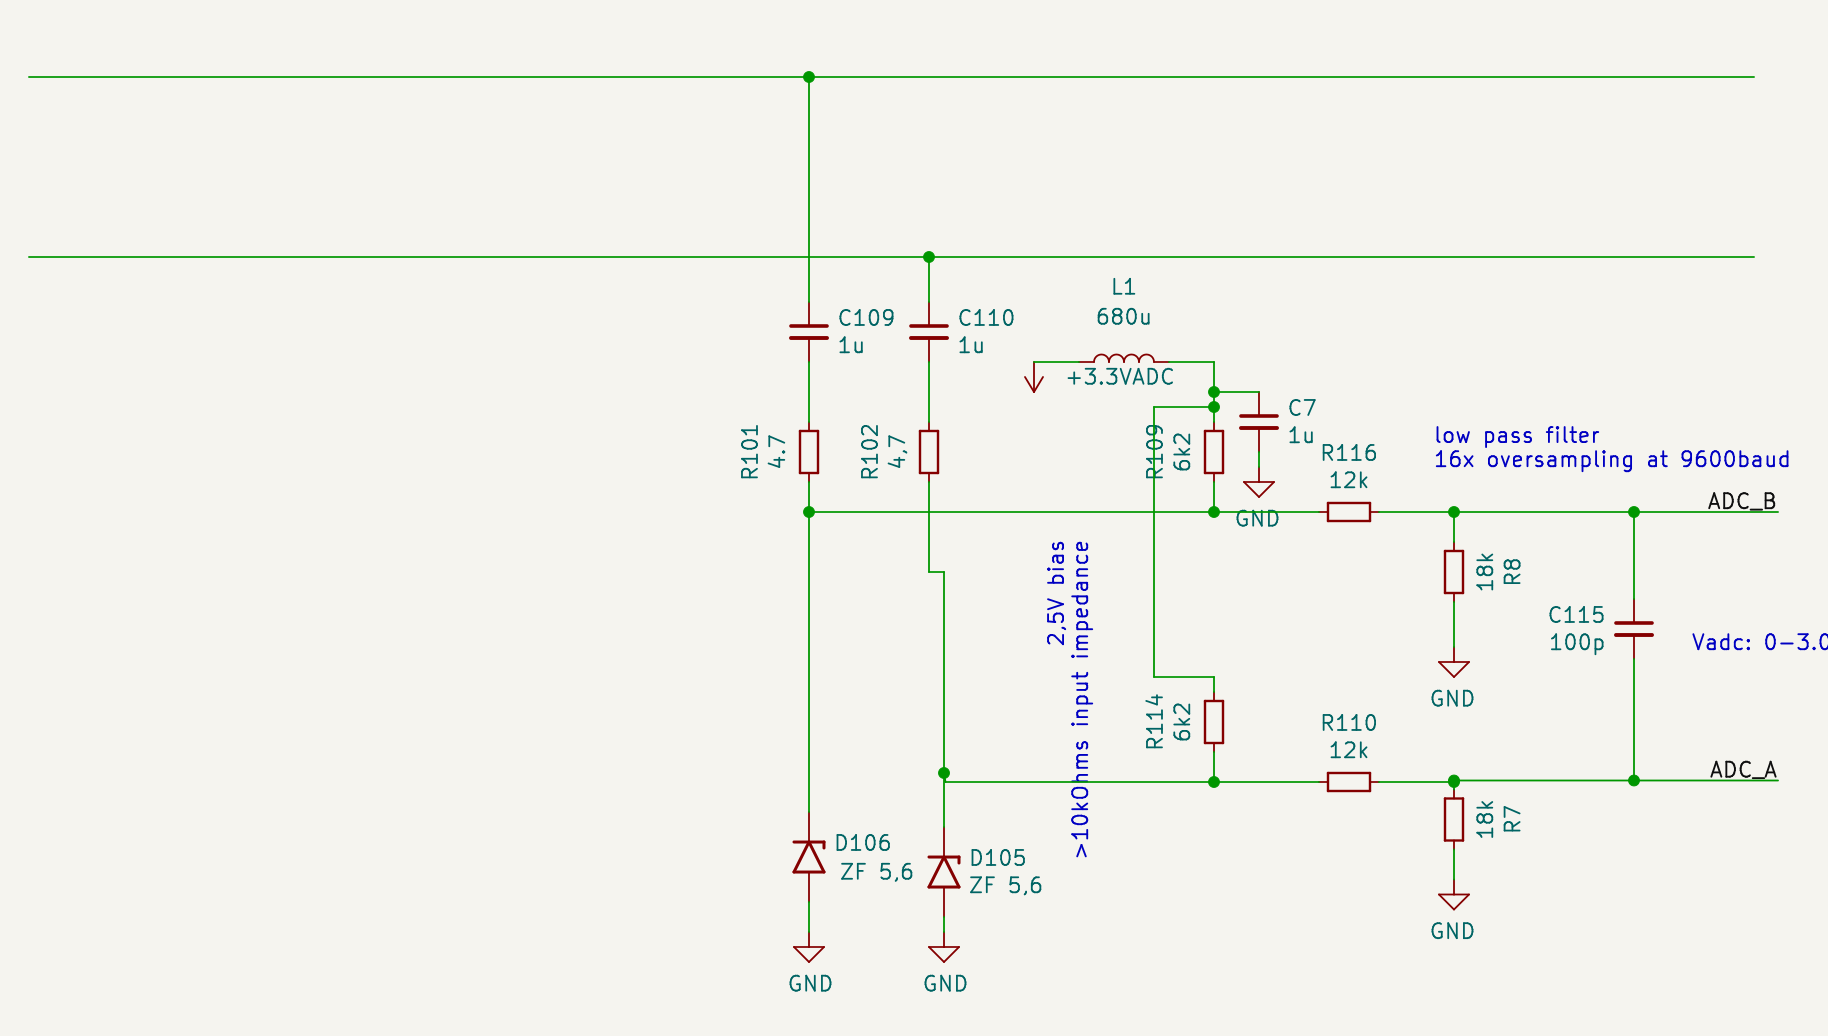 L1
680u
C109
1u
C110
1u
+3.3VADC
C7
1u
R101
4.7
R102
4,7
R109
6k2
R116
12k
low pass filter
16x oversampling at 9600baud
ADC_B
GND
2,5V bias
>10kOhms input impedance
18k
R8
C115
100p
Vadc: 0-3.0
GND
R114
6k2
R110
12k
ADC_A
18k
R7
D106
ZF 5,6
D105
ZF 5,6
GND
GND
GND